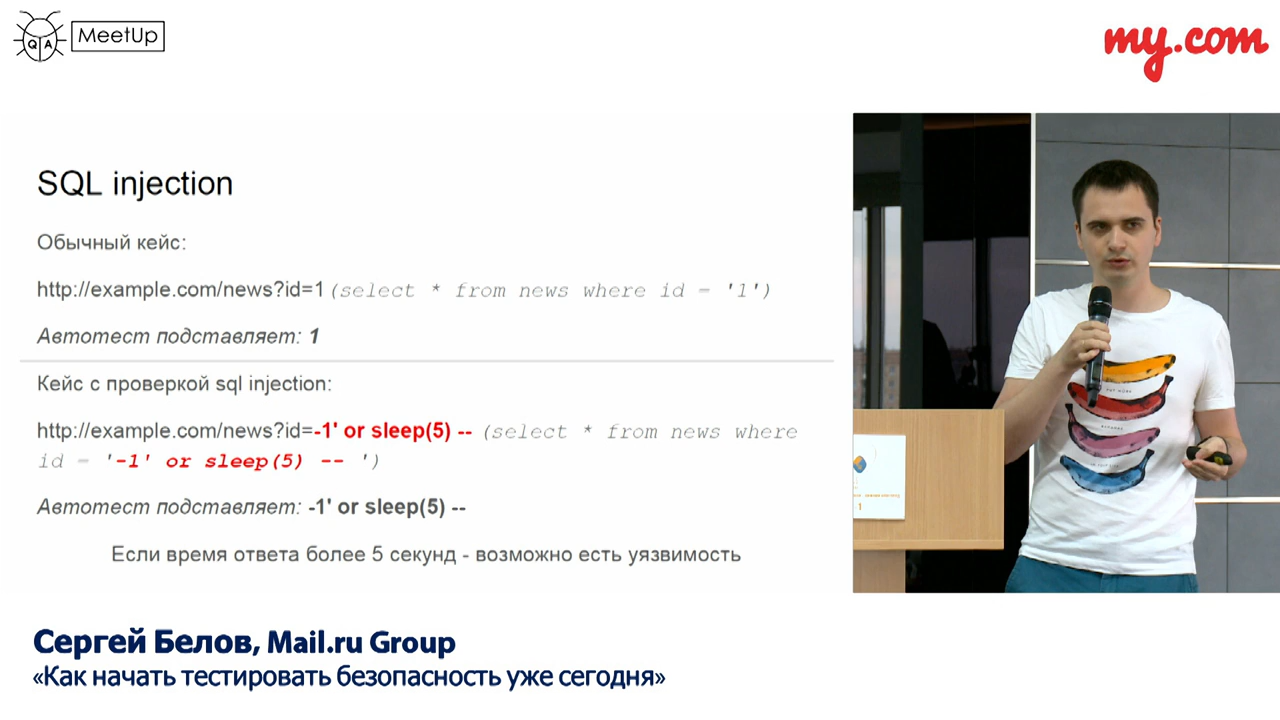 QA
MeetUp
my.com
SQL injection
Обычный кейс:
http://example.com/news?id=1 (select * from news where id = '1')
Автотест подставляет: 1
Кейс с проверкой sql injection:
http://example.com/news?id=-1' or sleep(5) -- (select * from news where
id = '-1' or sleep(5) -- ')
Автотест подставляет: -1' or sleep(5) --
Если время ответа более 5 секунд - возможно есть уязвимость
Сергей Белов, Mail.ru Group
«Как начать тестировать безопасность уже сегодня»